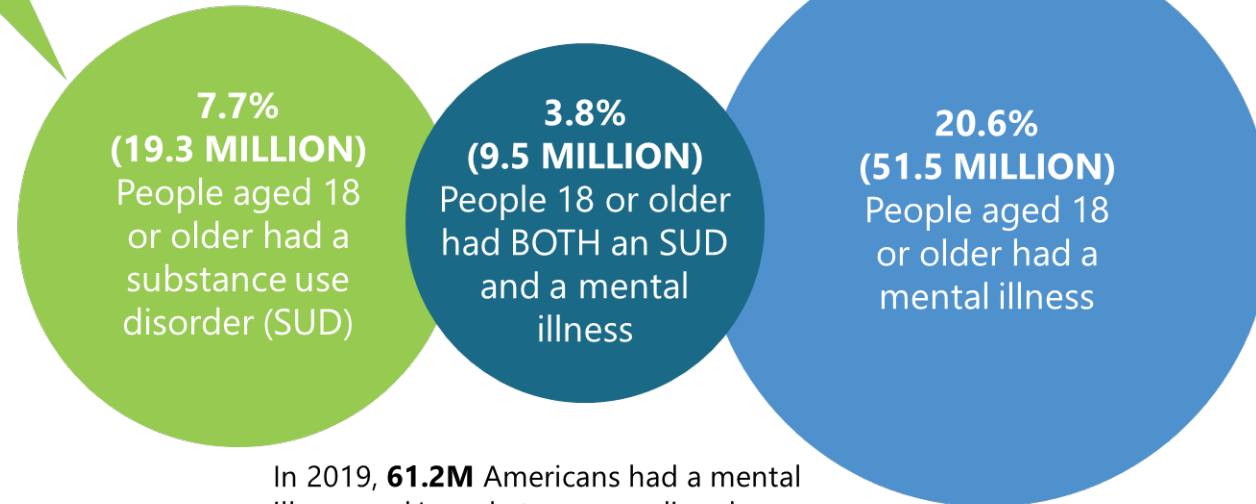 7.7%
(19.3 MILLION)
People aged 18
or older had a
substance use
disorder (SUD)
3.8%
(9.5 MILLION)
People 18 or older
had BOTH an SUD
and a mental
illness
20.6%
(51.5 MILLION)
People aged 18
or older had a
mental illness
In 2019, 61.2M Americans had a mental